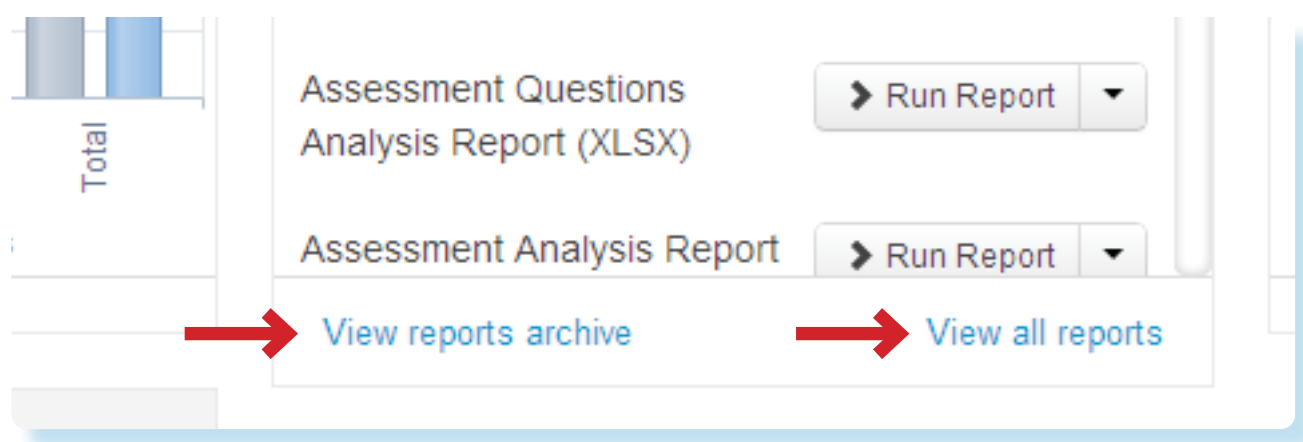 Total
Assessment Questions
Analysis Report (XLSX)
Run Report
Assessment Analysis Report
Run Report
View reports archive
View all reports